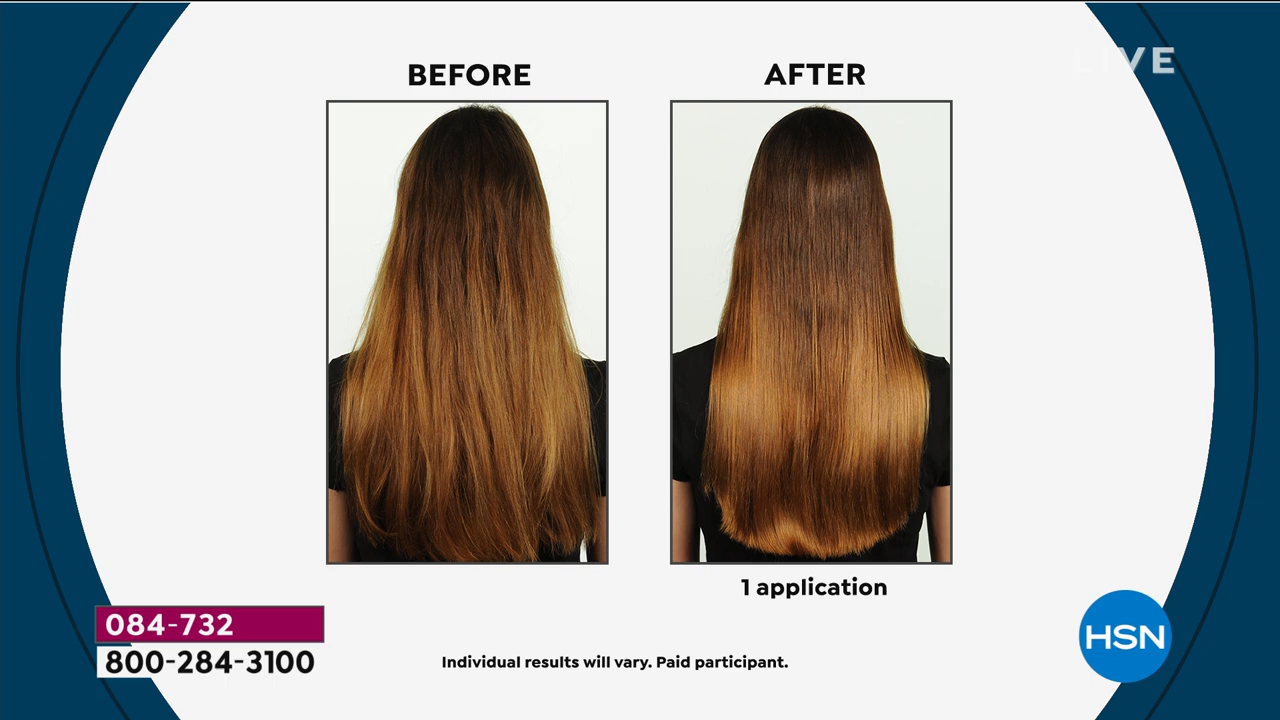 LIVE
BEFORE
AFTER
1 application
084-732
800-284-3100
Individual results will vary. Paid participant.
HSN